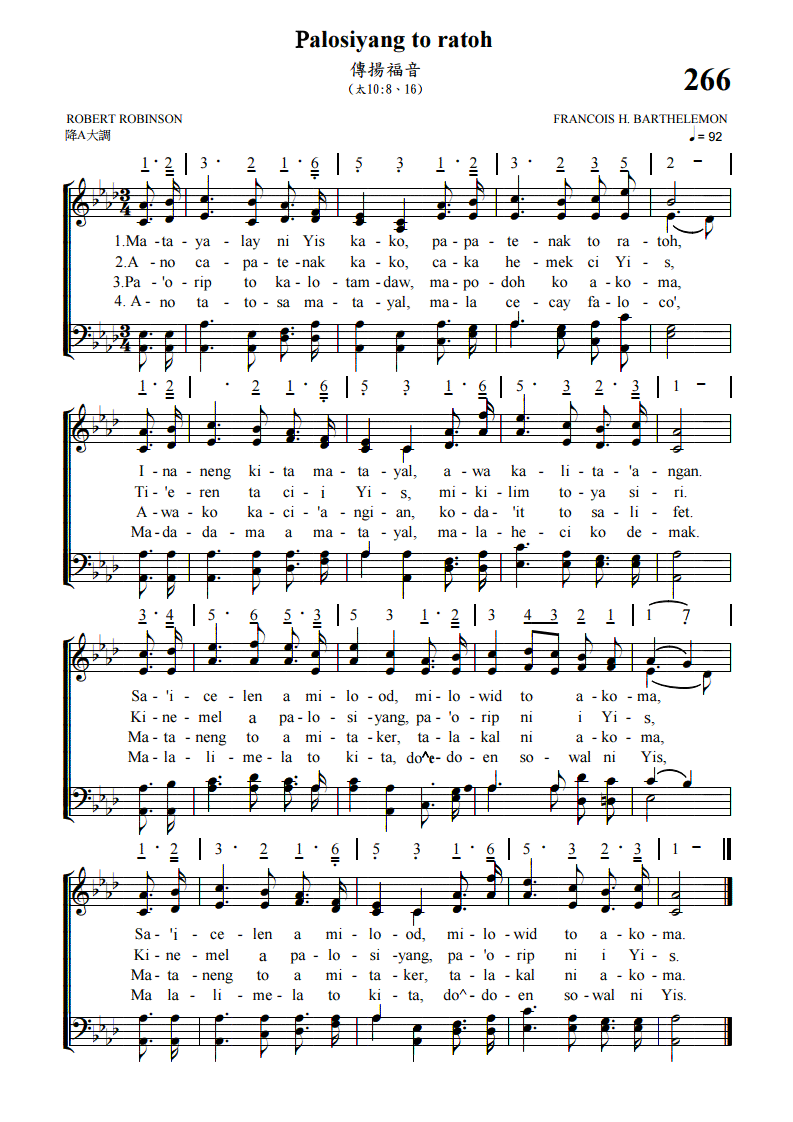 Palosiyang to ratoh
傳揚福音
(太10:8、16)
266
ROBERT ROBINSON
FRANCOIS H. BARTHELEMON
降A大調
♩= 92
1· 2 | 3· 2 1· 6 | 5 3 1· 2 | 3· 2 3 5 | 2 – |
1.Ma-ta-ya-lay ni Yis ka-ko, pa-pa-te-nak to ra-toh,
2.A-no ca-pa-te-nak ka-ko, ca-ka he-mek ci Yi-s,
3.Pa-'o-rip to ka-lo-tam-daw, ma-po-doh ko a-ko-ma,
4. A-no ta-to-sa ma-ta-yal, ma-la ce-cay fa-lo-co',
1· 2 | · 2 1· 6 | 5 3 1· 6 | 5· 3 2· 3 | 1 – |
I-na-neng ki-ta ma-ta-yal, a-wa ka-li-ta-'a-ngan.
Ti-'e-ren ta ci-i Yi-s, mi-ki-lim to-ya si-ri.
A-wa-ko ka-ci-'a-ngi-an, ko-da-'it to sa-li-fet.
Ma-da-da-ma a ma-ta-yal, ma-la-he-ci ko de-mak.
3· 4 | 5· 6 5· 3 | 5 3 1· 2 | 3 4 3 2 1 | 1 7 |
Sa-'i-ce-len a mi-lo-od, mi-lo-wid to a-ko-ma,
Ki-ne-mel a pa-lo-si-yang, pa-'o-rip ni i Yi-s,
Ma-ta-neng to a mi-ta-ker, ta-la-kal ni a-ko-ma,
Ma-la-li-me-la to ki-ta, do^e-do-en so-wal ni Yis,
1· 2 | 3· 2 1· 6 | 5 3 1· 6 | 5· 3 2· 3 | 1 – ‖
Sa-'i-ce-len a mi-lo-od, mi-lo-wid to a-ko-ma.
Ki-ne-mel a pa-lo-si-yang, pa-'o-rip ni i Yi-s.
Ma-ta-neng to a mi-ta-ker, ta-la-kal ni a-ko-ma.
Ma la-li-me-la to ki-ta, do^-do-en so-wal ni Yis.